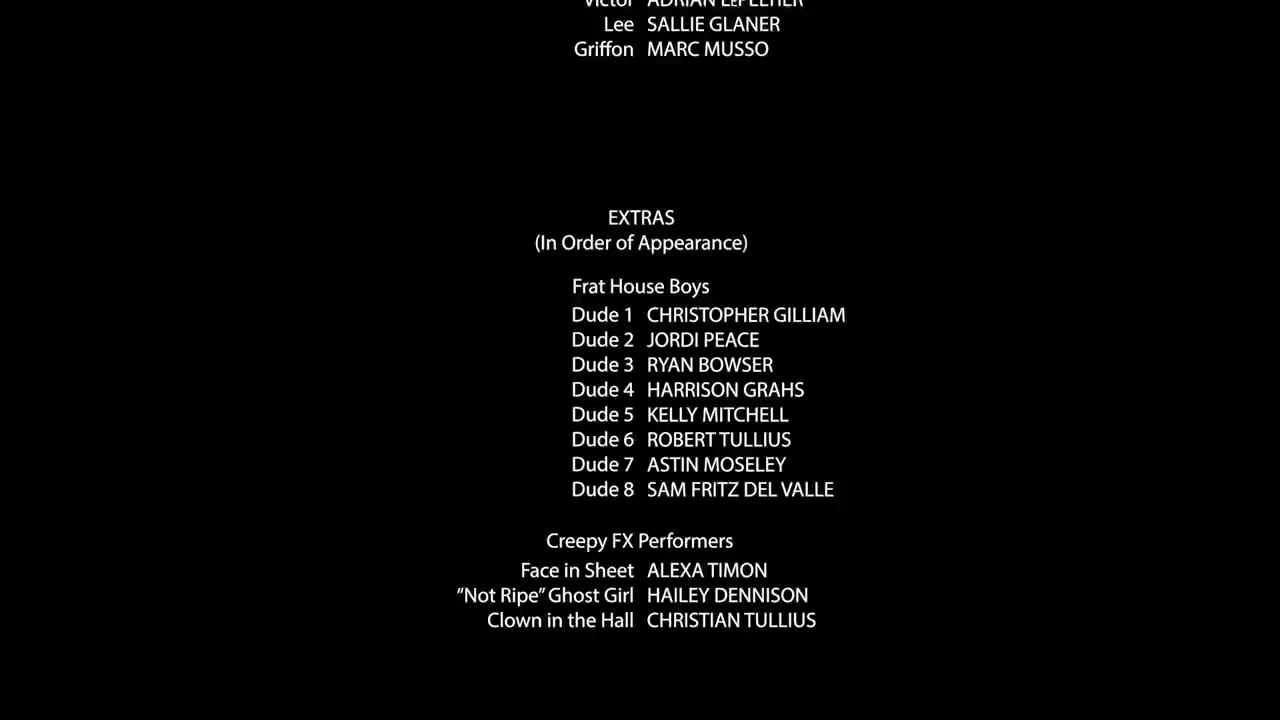 Victor ADRIAN LEPELTIER
Lee SALLIE GLANER
Griffon MARC MUSSO
EXTRAS
(In Order of Appearance)
Frat House Boys
Dude 1 CHRISTOPHER GILLIAM
Dude 2 JORDI PEACE
Dude 3 RYAN BOWSER
Dude 4 HARRISON GRAHS
Dude 5 KELLY MITCHELL
Dude 6 ROBERT TULLIUS
Dude 7 ASTIN MOSELEY
Dude 8 SAM FRITZ DEL VALLE
Creepy FX Performers
Face in Sheet ALEXA TIMON
“Not Ripe” Ghost Girl HAILEY DENNISON
Clown in the Hall CHRISTIAN TULLIUS